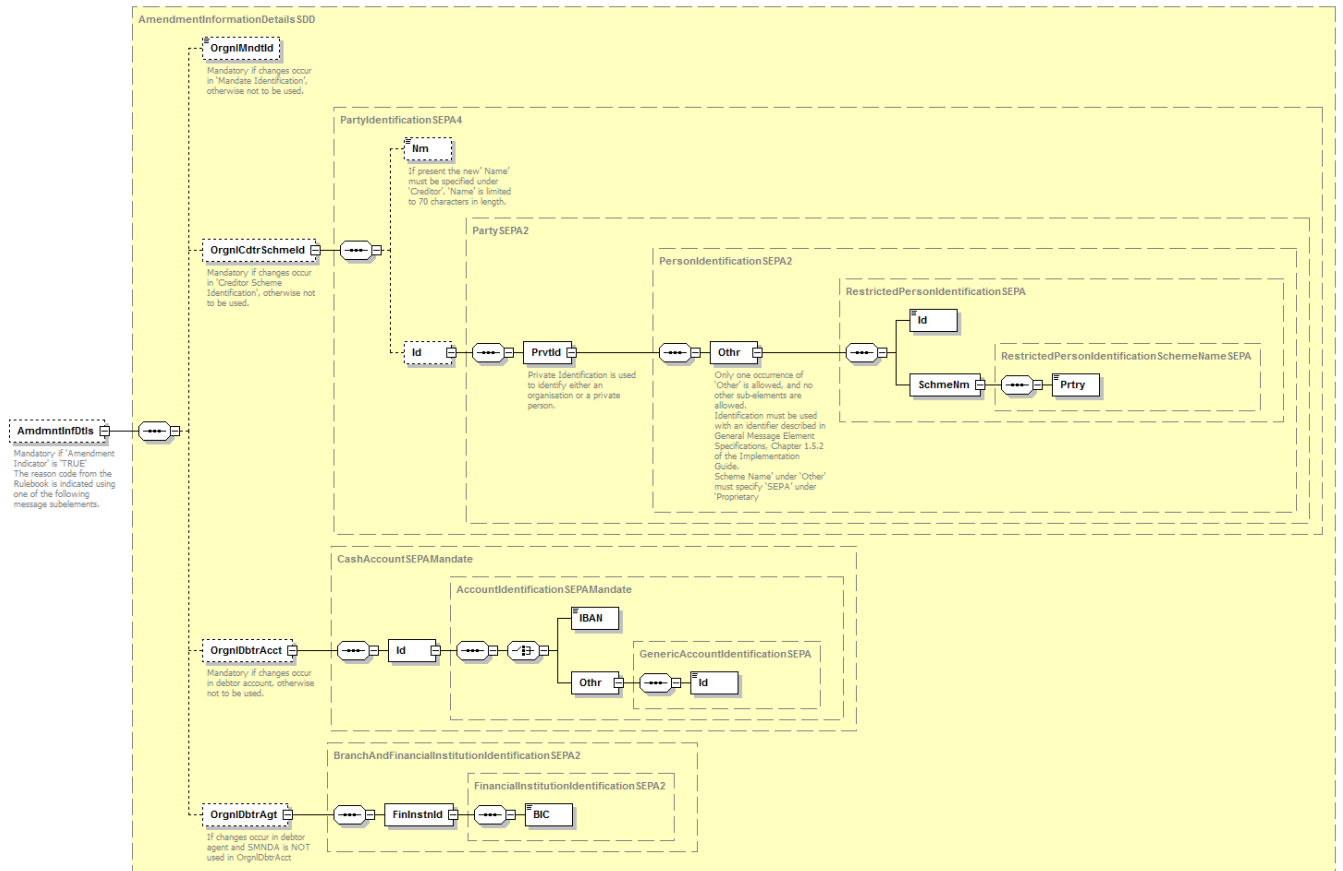 AmendmentInformationDetailsSDD
OrgnlMndtId
Mandatory if changes occur
in 'Mandate Identification',
otherwise not to be used.
PartyIdentificationSEPA4
Nm
If present the new' Name'
must be specified under
'Creditor'. 'Name' is limited
to 70 characters in length.
PartySEPA2
PersonIdentificationSEPA2
RestrictedPersonIdentificationSEPA
OrgnlCdtrSchmeId
Mandatory if changes occur
in 'Creditor Scheme
Identification', otherwise not
to be used.
Id
Id
PrvtId
Private Identification is used
to identify either an
organisation or a private
person.
Othr
Only one occurrence of
'Other' is allowed, and no
other sub-elements are
allowed.
Identification must be used
with an identifier described in
General Message Element
Specifications, Chapter 1.5.2
of the Implementation
Guide.
Scheme Name' under 'Other'
must specify 'SEPA' under
'Proprietary
RestrictedPersonIdentificationSchemeNameSEPA
SchmeNm
Prtry
AmdmntInfDtls
Mandatory if 'Amendment
Indicator' is 'TRUE'
The reason code from the
Rulebook is indicated using
one of the following
message subelements.
CashAccountSEPAMandate
AccountIdentificationSEPAMandate
IBAN
OrgnlDbtrAcct
Mandatory if changes occur
in debtor account, otherwise
not to be used.
Id
GenericAccountIdentificationSEPA
Othr
Id
BranchAndFinancialInstitutionIdentificationSEPA2
FinancialInstitutionIdentificationSEPA2
OrgnlDbtrAgt
If changes occur in debtor
agent and SMNDA is NOT
used in OrgnlDbtrAcct
FinInstnId
BIC